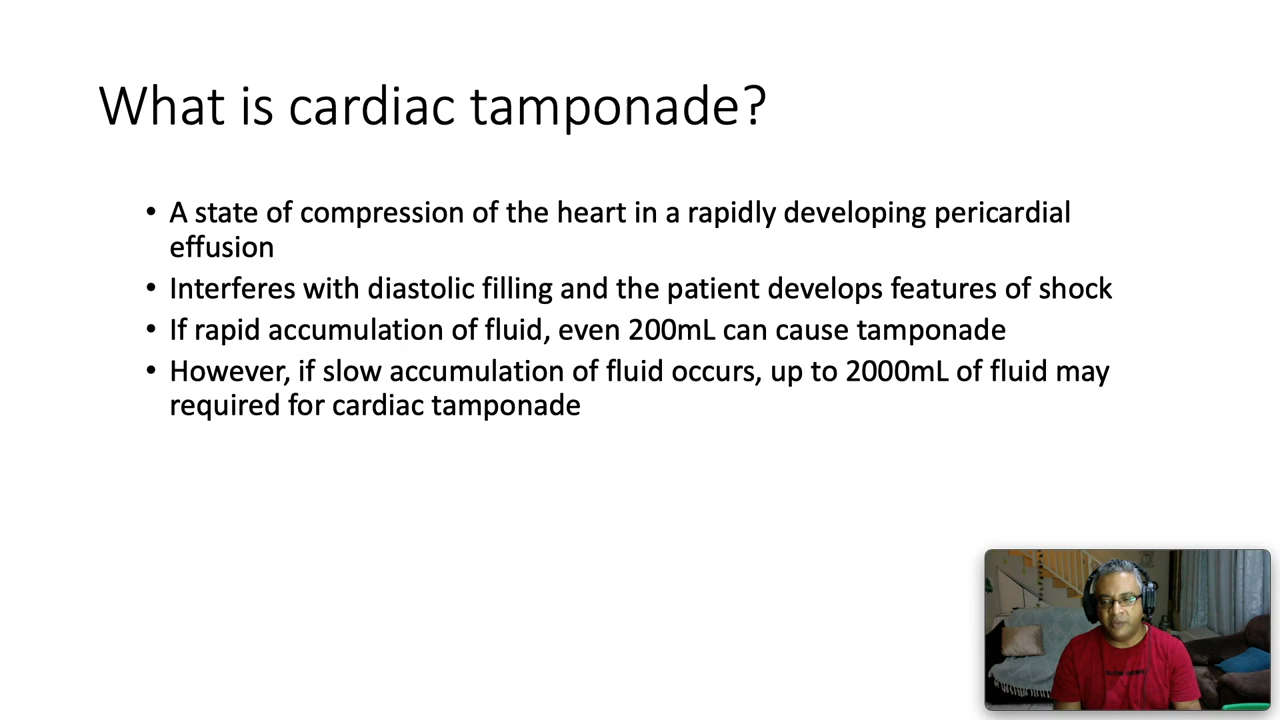 What is cardiac tamponade?
• A state of compression of the heart in a rapidly developing pericardial
effusion
• Interferes with diastolic filling and the patient develops features of shock
• If rapid accumulation of fluid, even 200mL can cause tamponade
• However, if slow accumulation of fluid occurs, up to 2000mL of fluid may
required for cardiac tamponade